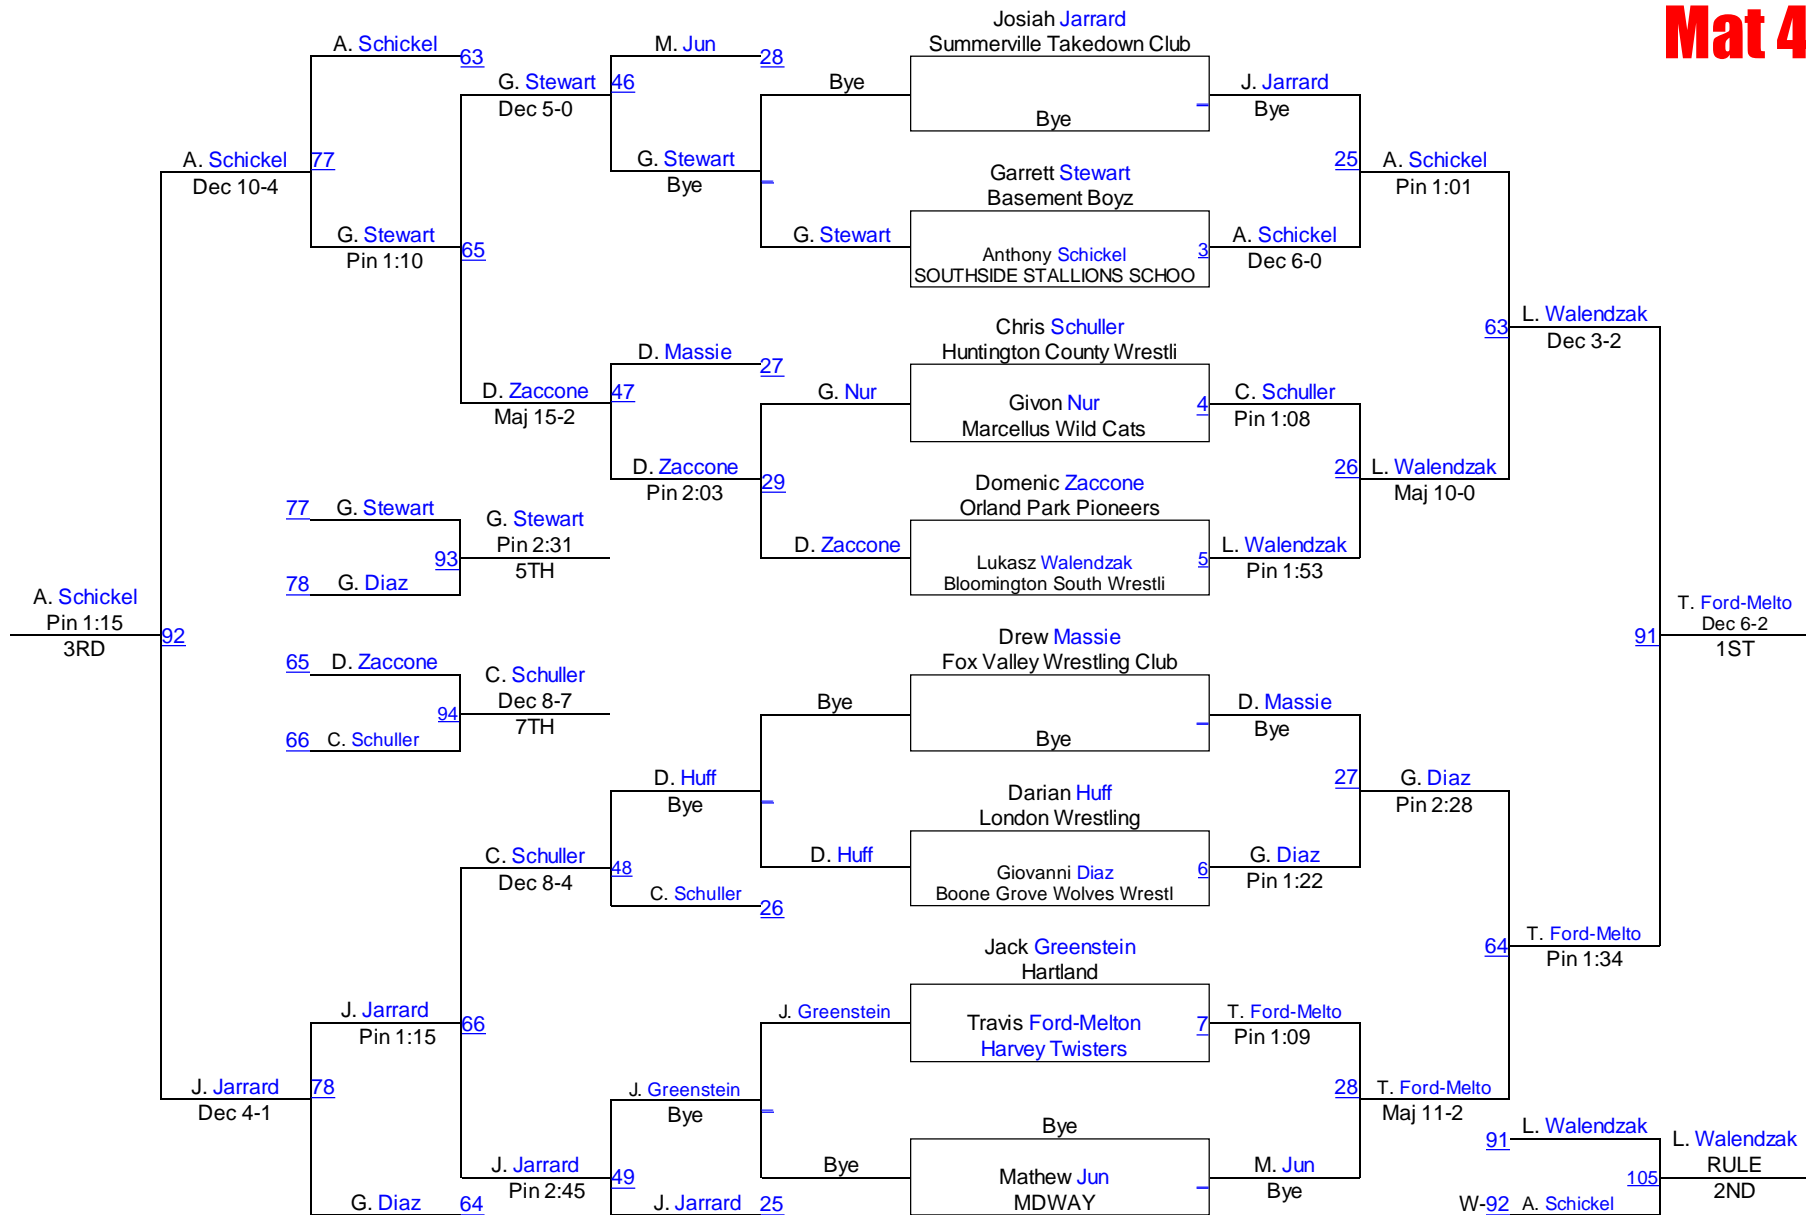 Mat 4
Josiah Jarrard
Summerville Takedown Club
Bye
Garrett Stewart
Basement Boyz
Anthony Schickel
SOUTHSIDE STALLIONS SCHOO
3
Chris Schuller
Huntington County Wrestli
Givon Nur
4
Marcellus Wild Cats
Domenic Zaccone
Orland Park Pioneers
Lukasz Walendzak
5
Bloomington South Wrestli
Drew Massie
Fox Valley Wrestling Club
Bye
Darian Huff
London Wrestling
Giovanni Diaz
6
Boone Grove Wolves Wrestl
Jack Greenstein
Hartland
Travis Ford-Melton
7
Harvey Twisters
Bye
Mathew Jun
MDWAY
J. Jarrard
Bye
25
A. Schickel
Dec 6-0
A. Schickel
Pin 1:01
C. Schuller
Pin 1:08
26
L. Walendzak
Pin 1:53
L. Walendzak
Maj 10-0
63
L. Walendzak
Dec 3-2
D. Massie
Bye
27
G. Diaz
Pin 1:22
G. Diaz
Pin 2:28
T. Ford-Melto
Pin 1:09
28
M. Jun
Bye
T. Ford-Melto
Maj 11-2
64
T. Ford-Melto
Pin 1:34
91
T. Ford-Melto
Dec 6-2
1ST
91
L. Walendzak
105
W-92 A. Schickel
L. Walendzak
RULE
2ND
Bye
G. Stewart
G. Stewart
Bye
M. Jun
28
46
G. Stewart
Dec 5-0
G. Nur
D. Zaccone
29
D. Zaccone
Pin 2:03
D. Massie
27
47
D. Zaccone
Maj 15-2
65
G. Stewart
Pin 1:10
A. Schickel
63
77
A. Schickel
Dec 10-4
77
G. Stewart
93
78
G. Diaz
G. Stewart
Pin 2:31
5TH
A. Schickel
Pin 1:15
3RD
92
65
D. Zaccone
94
66
C. Schuller
C. Schuller
Dec 8-7
7TH
Bye
D. Huff
D. Huff
Bye
C. Schuller
26
48
C. Schuller
Dec 8-4
J. Greenstein
Bye
J. Greenstein
Bye
J. Jarrard
25
49
J. Jarrard
Pin 2:45
66
J. Jarrard
Pin 1:15
G. Diaz
64
78
J. Jarrard
Dec 4-1